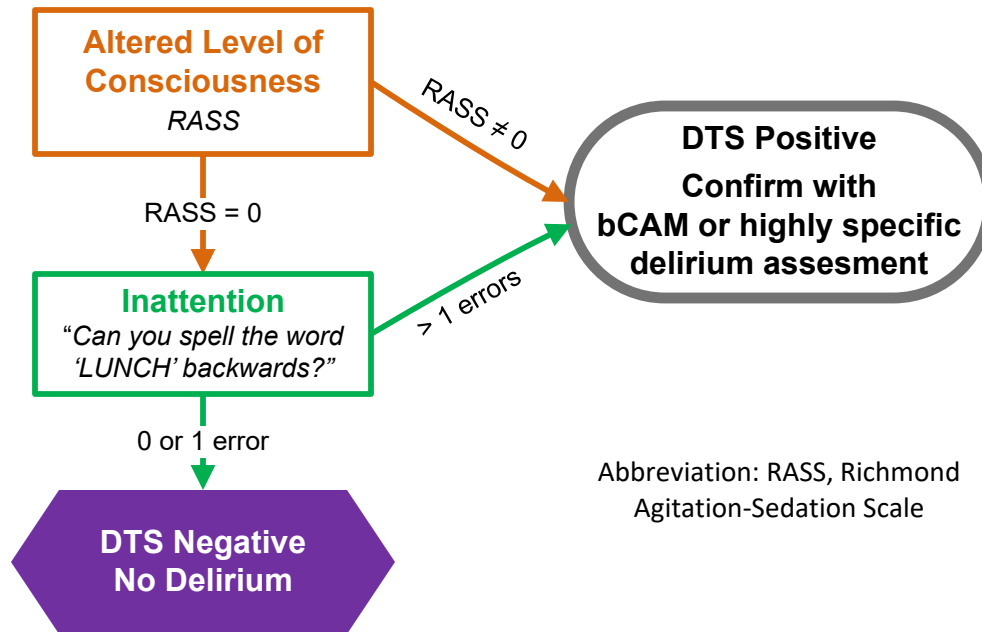 Altered Level of
Consciousness
RASS
RASS ≠ 0
DTS Positive
Confirm with
bCAM or highly specific
delirium assesment
RASS = 0
Inattention
“Can you spell the word
‘LUNCH’ backwards?”
> 1 errors
0 or 1 error
Abbreviation: RASS, Richmond
Agitation-Sedation Scale
DTS Negative
No Delirium